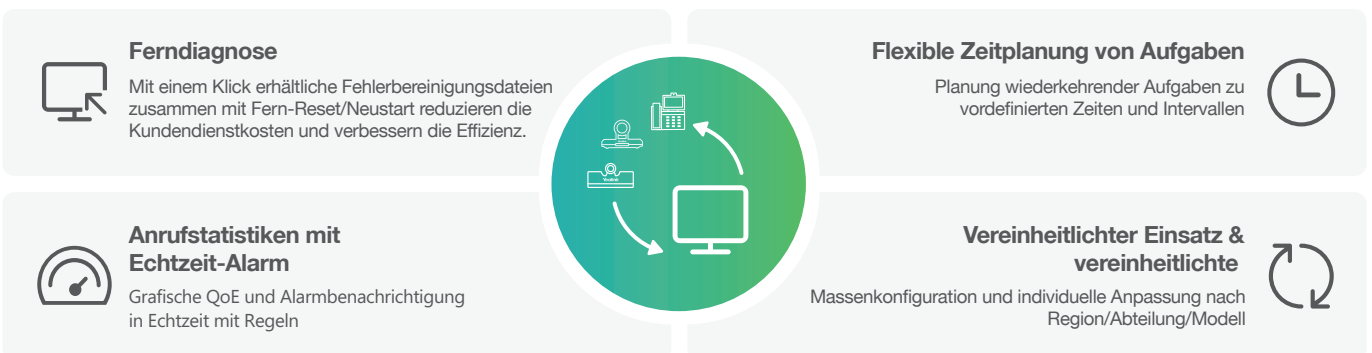 Ferndiagnose
Mit einem Klick erhältliche Fehlerbereinigungsdateien
zusammen mit Fern-Reset/Neustart reduzieren die
Kundendienstkosten und verbessern die Effizienz.
Flexible Zeitplanung von Aufgaben
Planung wiederkehrender Aufgaben zu
vordefinierten Zeiten und Intervallen
Yealink
Anrufstatistiken mit
Echtzeit-Alarm
Grafische QoE und Alarmbenachrichtigung
in Echtzeit mit Regeln
Vereinheitlichter Einsatz &
vereinheitlichte
Massenkonfiguration und individuelle Anpassung nach
Region/Abteilung/Modell